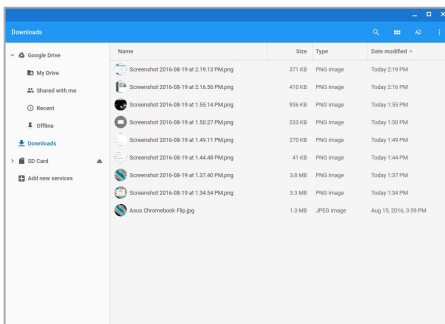 Downloads
Google Drive
My Drive
Shared with me
Recent
Offline
Downloads
SD Card
Add new services
Name Size Type Date modified
Screenshot 2016-08-19 at 2.19.13 PM.png 371 KB PNG image Today 2:19 PM
Screenshot 2016-08-19 at 2.16.56 PM.png 410 KB PNG image Today 2:16 PM
Screenshot 2016-08-19 at 1.55.14 PM.png 936 KB PNG image Today 1:55 PM
Screenshot 2016-08-19 at 1.50.27 PM.png 233 KB PNG image Today 1:50 PM
Screenshot 2016-08-19 at 1.49.11 PM.png 270 KB PNG image Today 1:49 PM
Screenshot 2016-08-19 at 1.44.48 PM.png 41 KB PNG image Today 1:44 PM
Screenshot 2016-08-19 at 1.37.40 PM.png 3.8 MB PNG image Today 1:37 PM
Screenshot 2016-08-19 at 1.34.54 PM.png 3.3 MB PNG image Today 1:34 PM
Asus Chromebook Flip.jpg 1.3 MB JPEG image Aug 15, 2016, 3:59 PM